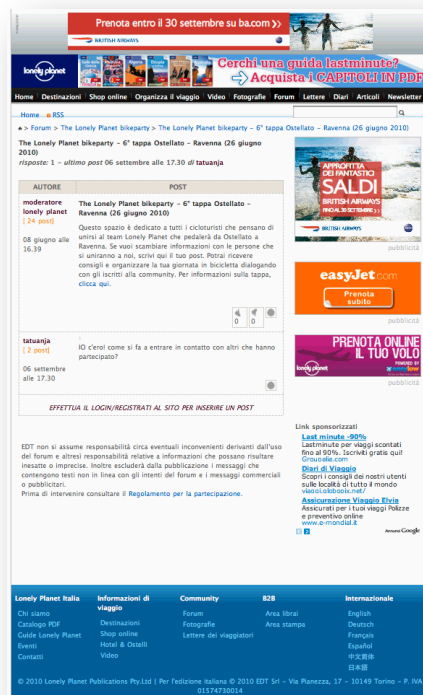 Prenota entro il 30 settembre su ba.com >>
BRITISH AIRWAYS
lonely planet
Cerchi una guida lastminute?
Acquista i CAPITOLI IN PDF
Home Destinazioni Shop online Organizza il viaggio Video Fotografie Forum Lettere Diari Articoli Newsletter
Home RSS
> Forum > The Lonely Planet bikeparty > The Lonely Planet bikeparty - 6° tappa Ostellato - Ravenna (26 giugno 2010)
The Lonely Planet bikeparty - 6° tappa Ostellato - Ravenna (26 giugno
2010)
risposte: 1 - ultimo post 06 settembre alle 17.30 di tatuanja
AUTORE POST
moderatore
lonely planet
[ 24 post]
08 giugno alle
16.39
The Lonely Planet bikeparty - 6° tappa Ostellato -
Ravenna (26 giugno 2010)
Questo spazio è dedicato a tutti i cicloturisti che pensano di
unirsi al team Lonely Planet che pedalerà da Ostellato a
Ravenna. Se vuoi scambiare informazioni con le persone che
si uniranno a noi, scrivi qui il tuo post. Potrai ricevere
consigli e organizzare la tua giornata in bicicletta dialogando
con gli iscritti alla community. Per informazioni sulla tappa,
clicca qui.
0 0
tatuanja
[ 2 post]
06 settembre
alle 17.30
IO c'ero! come si fa a entrare in contatto con altri che hanno
partecipato?
EFFETTUA IL LOGIN/REGISTRATI AL SITO PER INSERIRE UN POST
EDT non si assume responsabilità circa eventuali inconvenienti derivanti dall'uso
del forum e altresì responsabilità relative a informazioni che possano risultare
inesatte o imprecise. Inoltre escluderà dalla pubblicazione i messaggi che
contengono testi non in linea con gli intenti del forum e i messaggi commerciali
o pubblicitari.
Prima di intervenire consultare il Regolamento per la partecipazione.
APPROFITTA
DEI FANTASTICI
SALDI
BRITISH AIRWAYS
FINO AL 30 SETTEMBRE >>
BRITISH AIRWAYS
pubblicità
easyJet.com
Prenota
subito
pubblicità
PRENOTA ONLINE
IL TUO VOLO
POWERED BY
lonely planet
pubblicità
Link sponsorizzati
Last minute -90%
Lastminute per viaggi scontati
fino al 90%. Iscriviti gratis qui!
Groupalia.com
Diari di Viaggio
Scopri i consigli dei nostri utenti
sulle località di tutto il mondo
viaggi.globopix.net/
Assicurazione Viaggio Elvia
Assicurati per i tuoi viaggi Polizze
e preventivo online
www.e-mondial.it
Annunci Google
Lonely Planet Italia
Chi siamo
Catalogo PDF
Guide Lonely Planet
Eventi
Contatti
Informazioni di
viaggio
Destinazioni
Shop online
Hotel & Ostelli
Video
Community
Forum
Fotografie
Lettere dei viaggiatori
B2B
Area librai
Area stampa
Internazionale
English
Deutsch
Français
Español
中文简体
日本語
© 2010 Lonely Planet Publications Pty.Ltd | Per l'edizione italiana © 2010 EDT Srl - Via Pianezza, 17 - 10149 Torino - P. IVA
01574730014